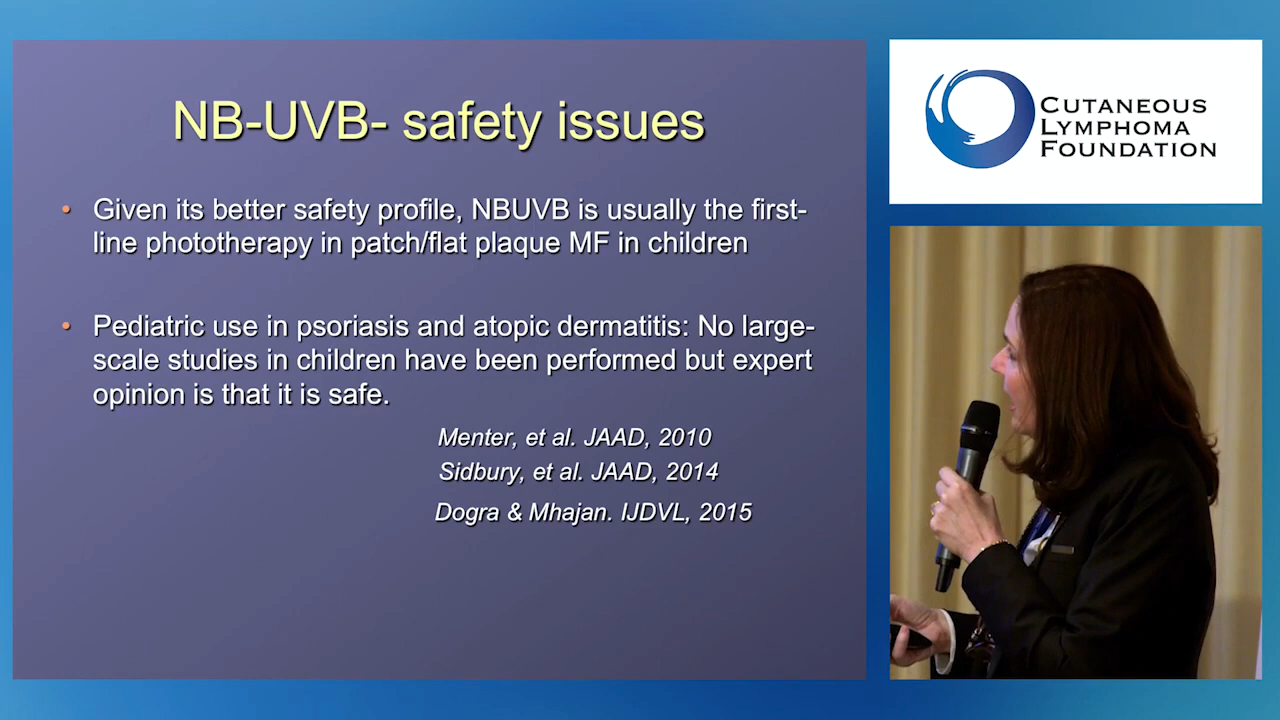 NB-UVB- safety issues
• Given its better safety profile, NBUVB is usually the first-
line phototherapy in patch/flat plaque MF in children
• Pediatric use in psoriasis and atopic dermatitis: No large-
scale studies in children have been performed but expert
opinion is that it is safe.
Menter, et al. JAAD, 2010
Sidbury, et al. JAAD, 2014
Dogra & Mhajan. IJDVL, 2015
CUTANEOUS
LYMPHOMA
FOUNDATION